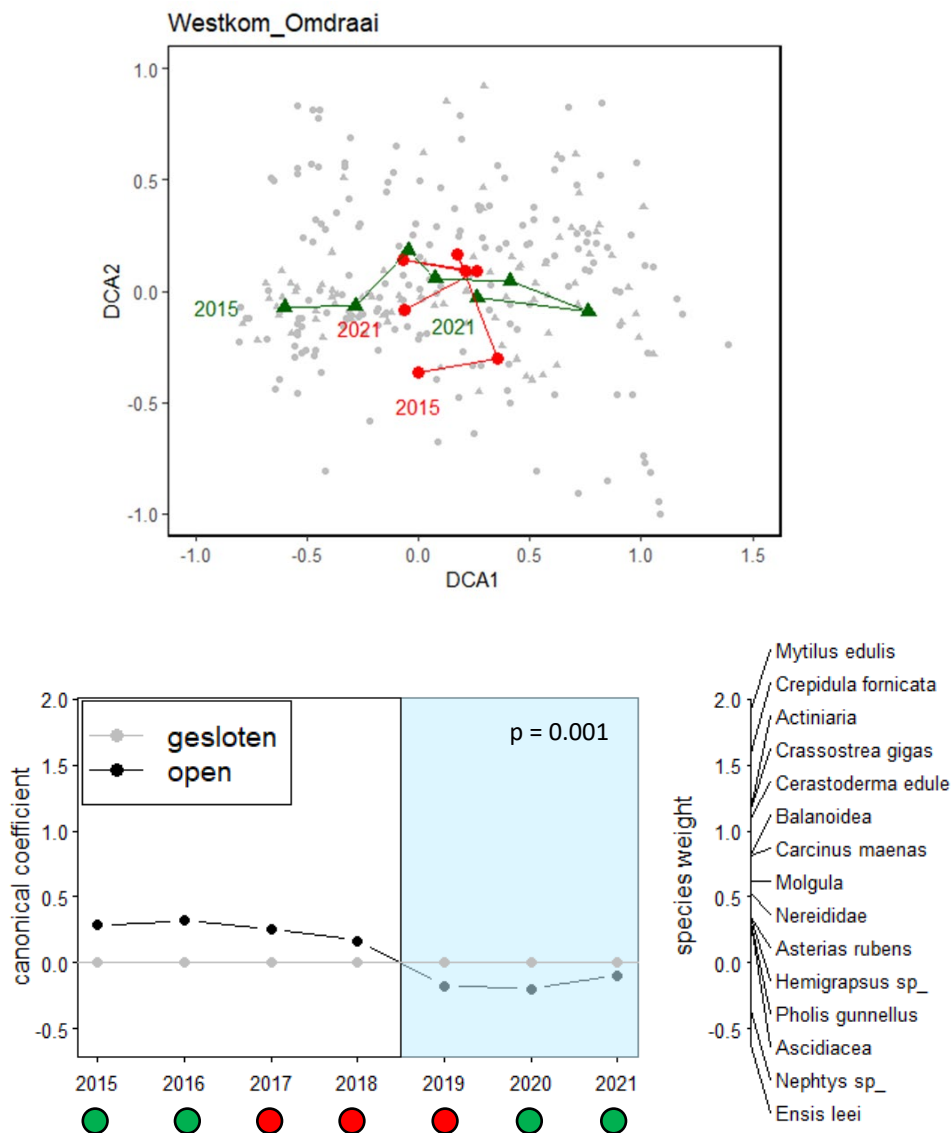 Westkom_Omdraai
1.0
0.5
0.0
-0.5
-1.0
DCA2
2015
2021
2021
2015
-1.0 -0.5 0.0 0.5 1.0 1.5
DCA1
2.0
1.5
1.0
0.5
0.0
-0.5
canonical coefficient
gesloten
open
p = 0.001
2015 2016 2017 2018 2019 2020 2021
2.0
1.5
1.0
0.5
0.0
-0.5
species weight
Mytilus edulis
Crepidula fornicata
Actiniaria
Crassostrea gigas
Cerastoderma edule
Balanoidea
Carcinus maenas
Molgula
Nereididae
Asterias rubens
Hemigrapsus sp_
Pholis gunnellus
Ascidiacea
Nephtys sp_
Ensis leei